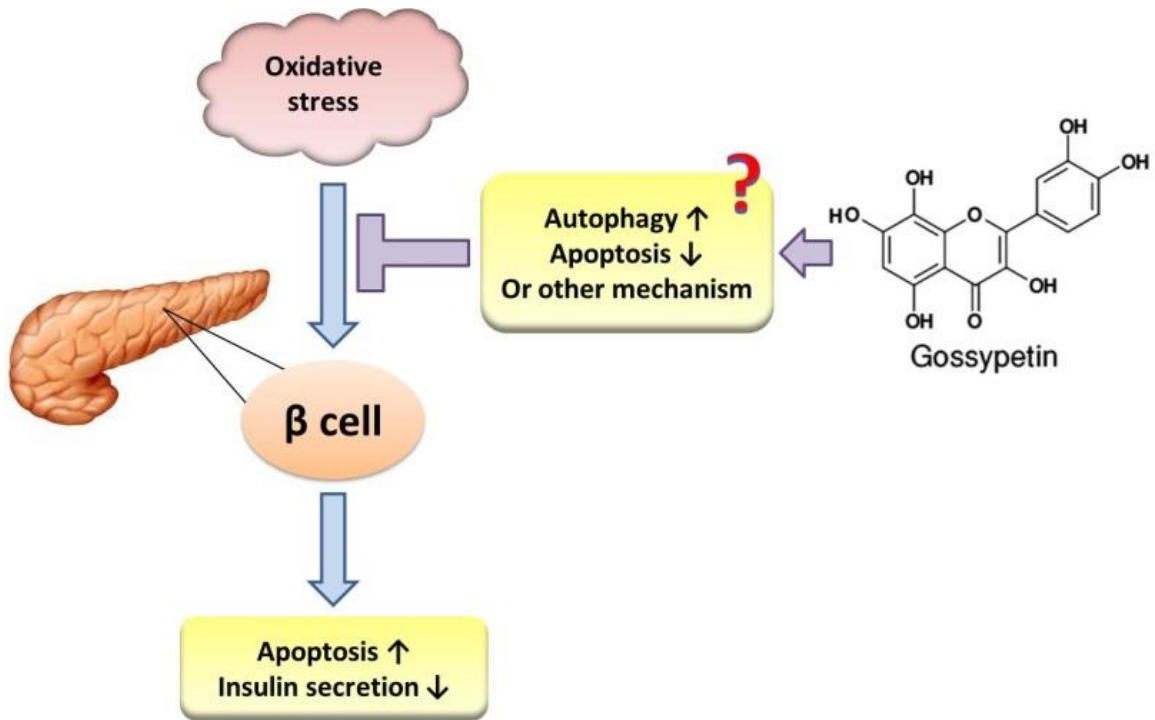 Oxidative
stress
?
Autophagy ↑
Apoptosis ↓
Or other mechanism
OH
OH
OH
HO
O
OH
OH
O
Gossypetin
β cell
Apoptosis ↑
Insulin secretion ↓